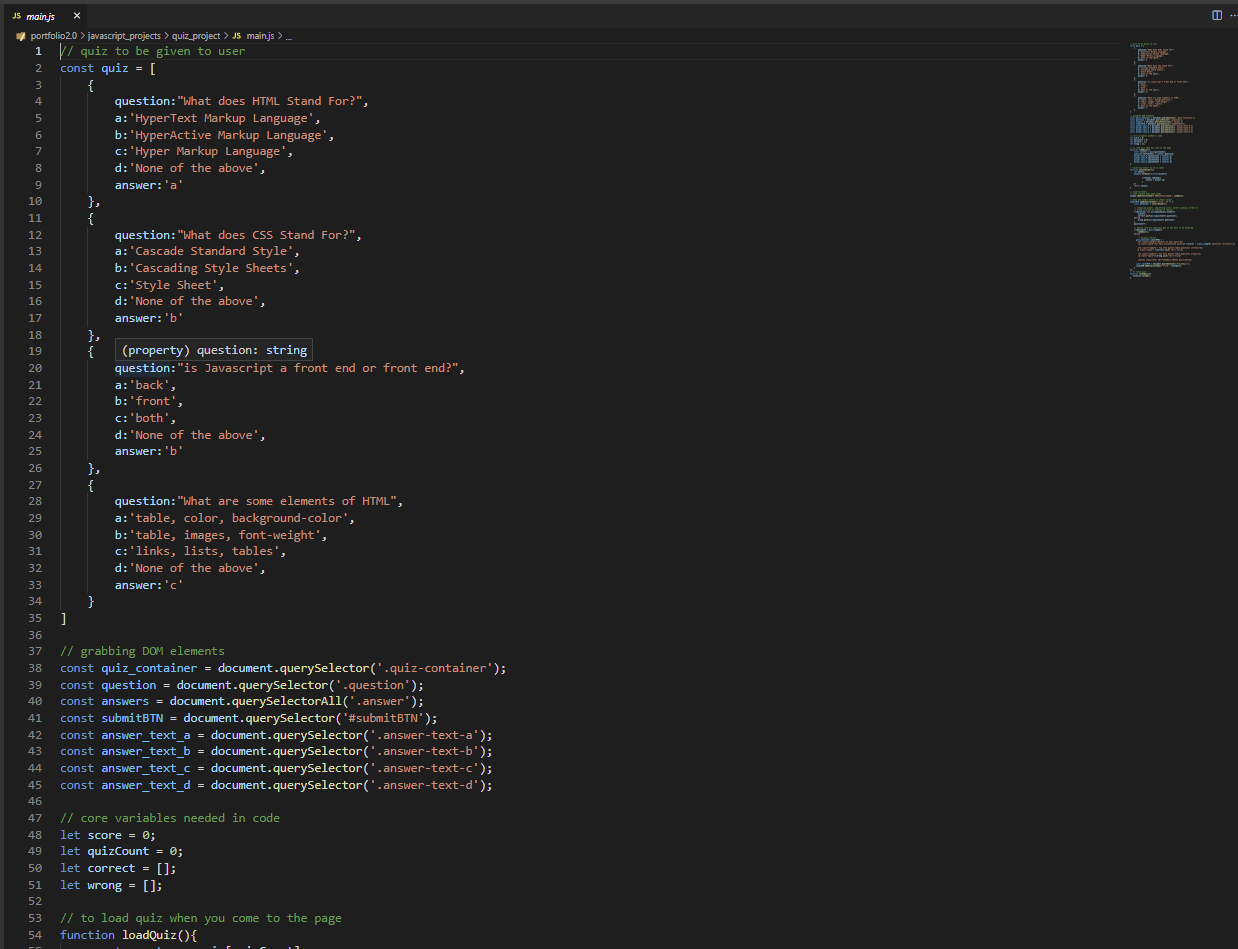 JS main.js ×
portfolio2.0 > javascript_projects > quiz_project > JS main.js > ...
1 // quiz to be given to user
2 const quiz = [
3 {
4 question:"What does HTML Stand For?",
5 a:'HyperText Markup Language',
6 b:'HyperActive Markup Language',
7 c:'Hyper Markup Language',
8 d:'None of the above',
9 answer:'a'
10 },
11 {
12 question:"What does CSS Stand For?",
13 a:'Cascade Standard Style',
14 b:'Cascading Style Sheets',
15 c:'Style Sheet',
16 d:'None of the above',
17 answer:'b'
18 },
19 { (property) question: string
20 question:"is Javascript a front end or front end?",
21 a:'back',
22 b:'front',
23 c:'both',
24 d:'None of the above',
25 answer:'b'
26 },
27 {
28 question:"What are some elements of HTML",
29 a:'table, color, background-color',
30 b:'table, images, font-weight',
31 c:'links, lists, tables',
32 d:'None of the above',
33 answer:'c'
34 }
35 ]
36
37 // grabbing DOM elements
38 const quiz_container = document.querySelector('.quiz-container');
39 const question = document.querySelector('.question');
40 const answers = document.querySelectorAll('.answer');
41 const submitBTN = document.querySelector('#submitBTN');
42 const answer_text_a = document.querySelector('.answer-text-a');
43 const answer_text_b = document.querySelector('.answer-text-b');
44 const answer_text_c = document.querySelector('.answer-text-c');
45 const answer_text_d = document.querySelector('.answer-text-d');
46
47 // core variables needed in code
48 let score = 0;
49 let quizCount = 0;
50 let correct = [];
51 let wrong = [];
52
53 // to load quiz when you come to the page
54 function loadQuiz(){